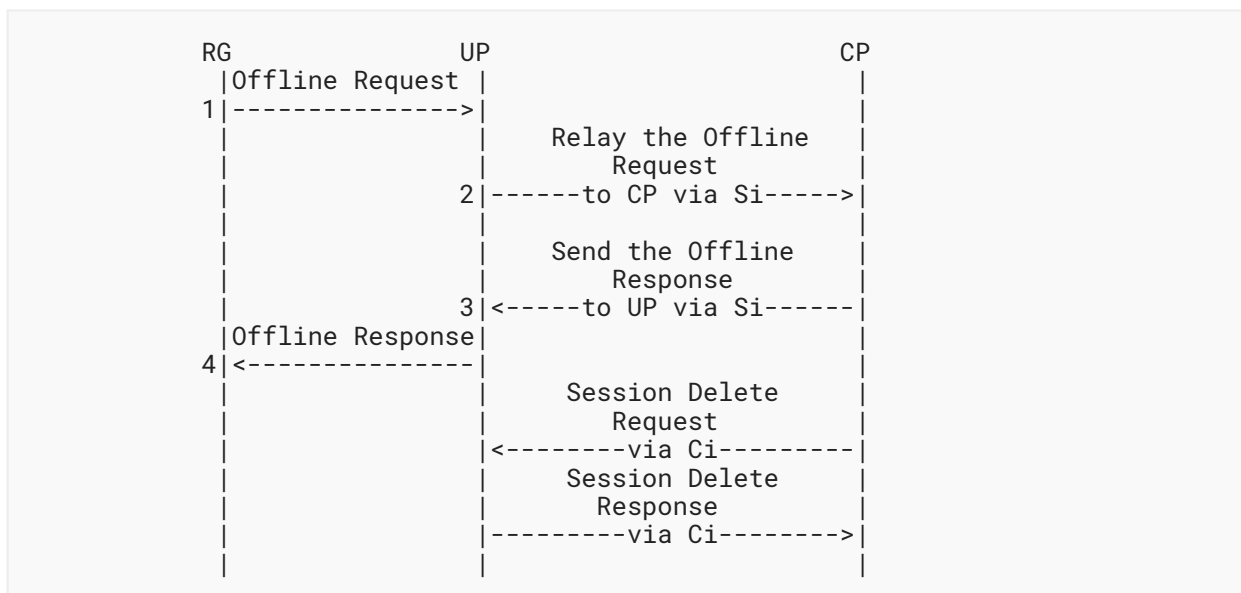 RG UP CP
|Offline Request | |
1|--------------->| |
| | Relay the Offline |
| | Request |
| 2|------to CP via Si----->|
| | |
| | Send the Offline |
| | Response |
| 3|<-----to UP via Si------|
|Offline Response| |
4|<---------------| |
| | Session Delete |
| | Request |
| |<--------via Ci---------|
| | Session Delete |
| | Response |
| |---------via Ci-------->|
| | |